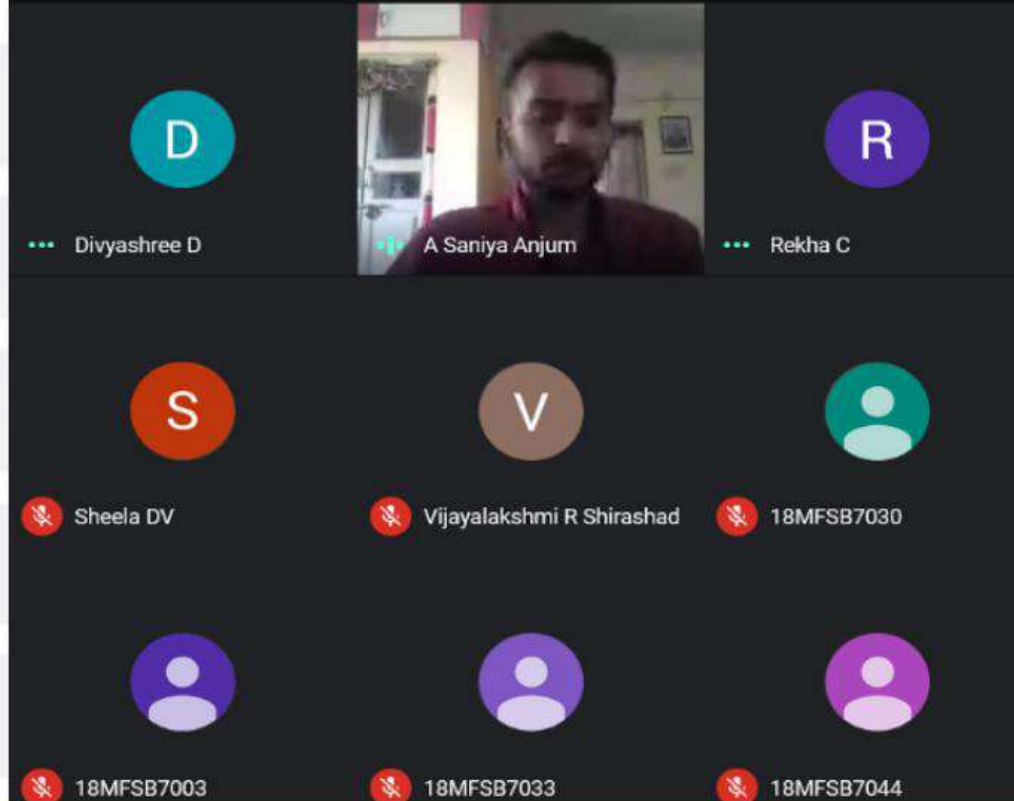 D
R
Divyashree D
A Saniya Anjum
Rekha C
S
V
Sheela DV
Vijayalakshmi R Shirashad
18MFSB7030
18MFSB7003
18MFSB7033
18MFSB7044